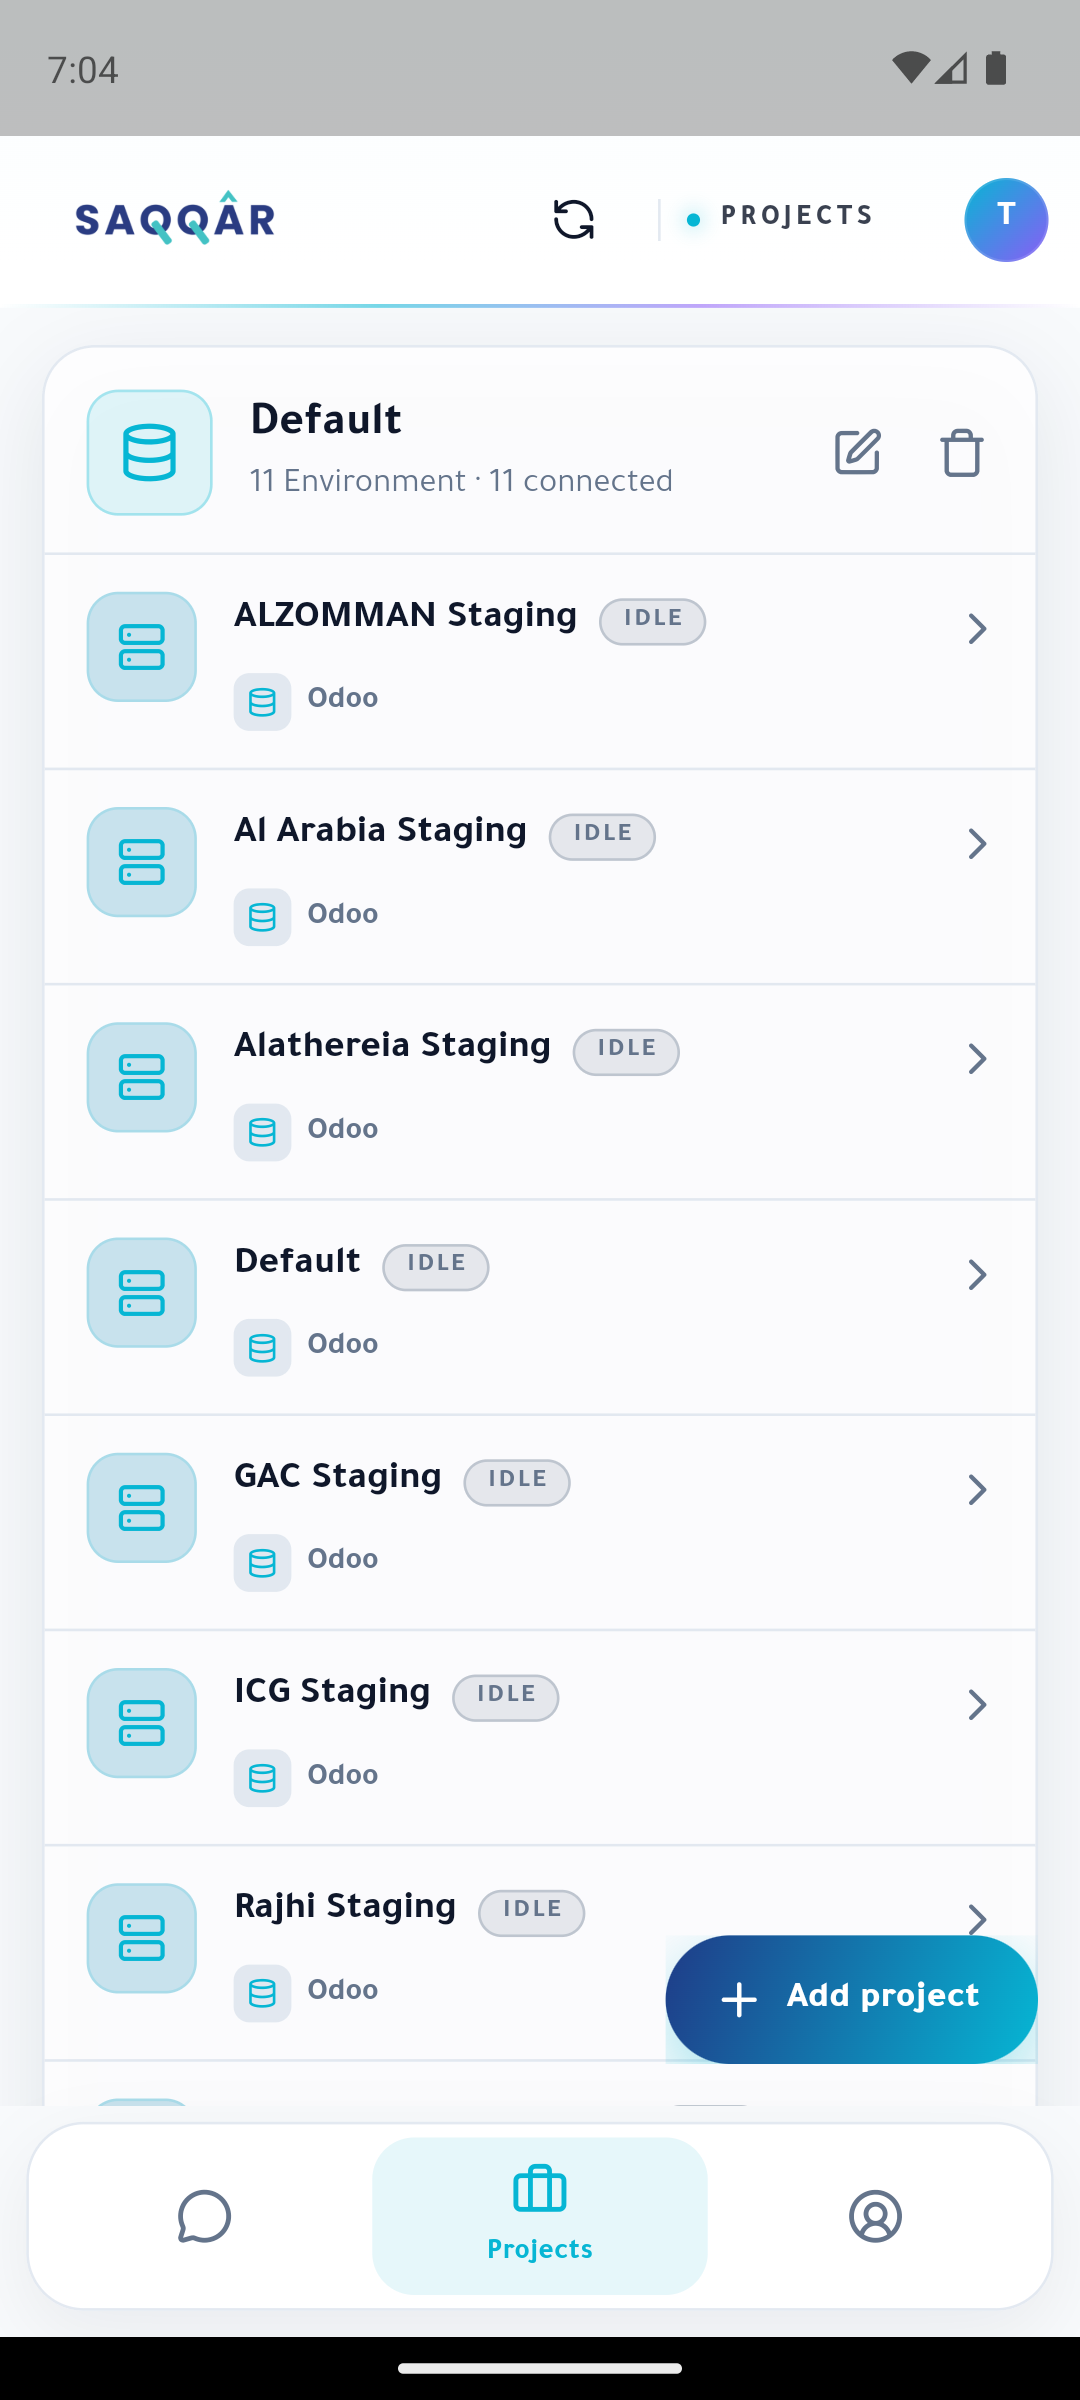 7:04
SAQQÂR
PROJECTS
T
Default
11 Environment · 11 connected
ALZOMMAN Staging IDLE
Odoo
Al Arabia Staging IDLE
Odoo
Alathereia Staging IDLE
Odoo
Default IDLE
Odoo
GAC Staging IDLE
Odoo
ICG Staging IDLE
Odoo
Rajhi Staging IDLE
Odoo
Add project
Projects